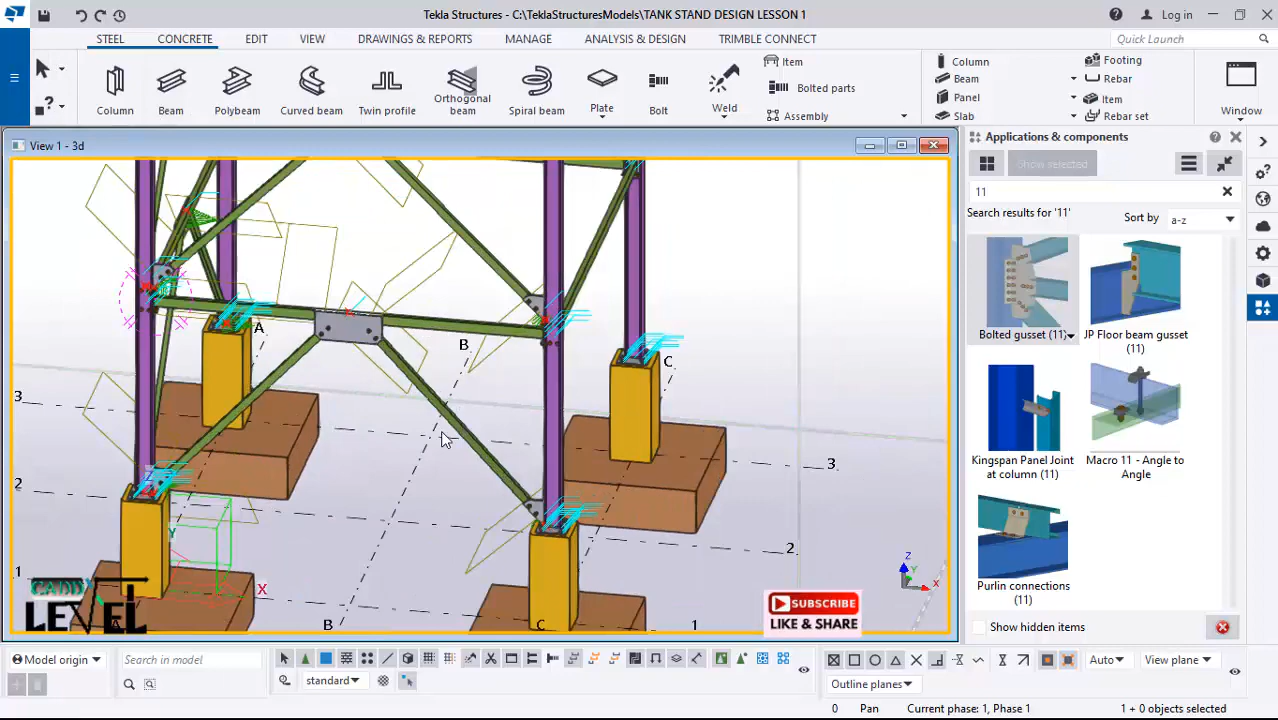 Tekla Structures - C:\TeklaStructuresModels\TANK STAND DESIGN LESSON 1
Log in
STEEL CONCRETE EDIT VIEW DRAWINGS & REPORTS MANAGE ANALYSIS & DESIGN TRIMBLE CONNECT
Quick Launch
Column Beam Polybeam Curved beam Twin profile Orthogonal beam Spiral beam Plate Bolt Weld
Item
Bolted parts
Assembly
Column
Beam
Panel
Slab
Footing
Rebar
Item
Rebar set
Window
View 1 - 3d
Applications & components
Show selected
11
Search results for '11'
Sort by a-z
Bolted gusset (11)
JP Floor beam gusset (11)
Kingspan Panel Joint at column (11)
Macro 11 - Angle to Angle
Purlin connections (11)
Show hidden items
A
B
C
3
3
2
2
1
1
Z
Y
X
A
B
C
Z
Y
X
CADD
LEVEL
SUBSCRIBE
LIKE & SHARE
Model origin
Search in model
standard
Auto
View plane
Outline planes
0 Pan Current phase: 1, Phase 1 1 + 0 objects selected